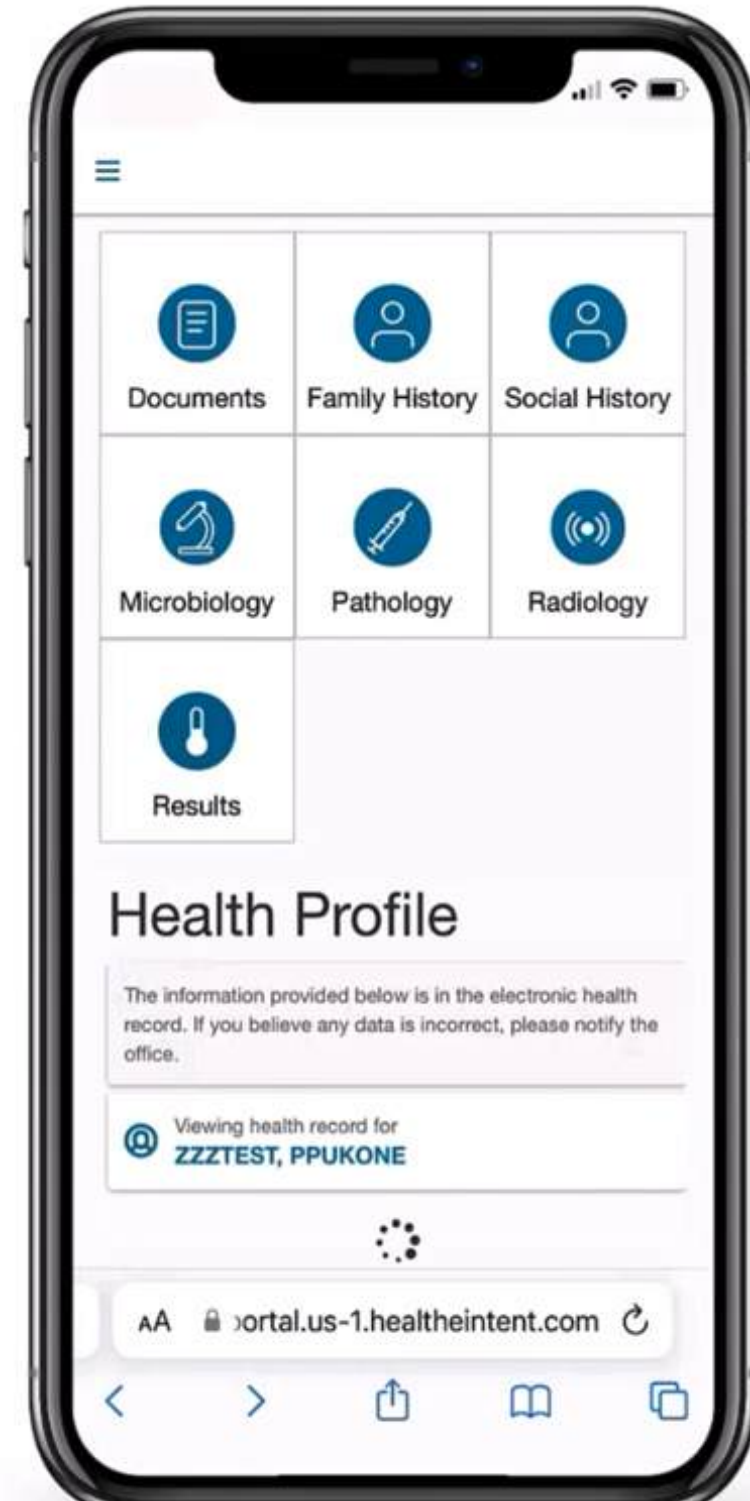 Documents
Family History
Social History
Microbiology
Pathology
Radiology
Results
Health Profile
The information provided below is in the electronic health
record. If you believe any data is incorrect, please notify the
office.
Viewing health record for
ZZZTEST, PPUKONE
AA
ortal.us-1.healtheintent.com